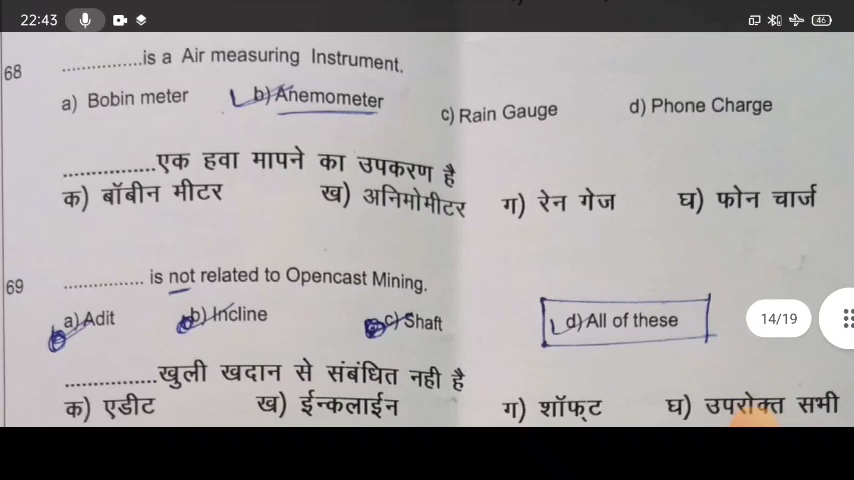 22:43
46
68 ...............is a Air measuring Instrument.
a) Bobin meter b) Anemometer c) Rain Gauge d) Phone Charge
................एक हवा मापने का उपकरण है
क) बॉबीन मीटर ख) अनिमोमीटर ग) रेन गेज घ) फोन चार्ज
69 ............... is not related to Opencast Mining.
a) Adit b) Incline c) Shaft d) All of these
14/19
................खुली खदान से संबंधित नही है
क) एडीट ख) ईन्कलाईन ग) शॉफ्ट घ) उपरोक्त सभी